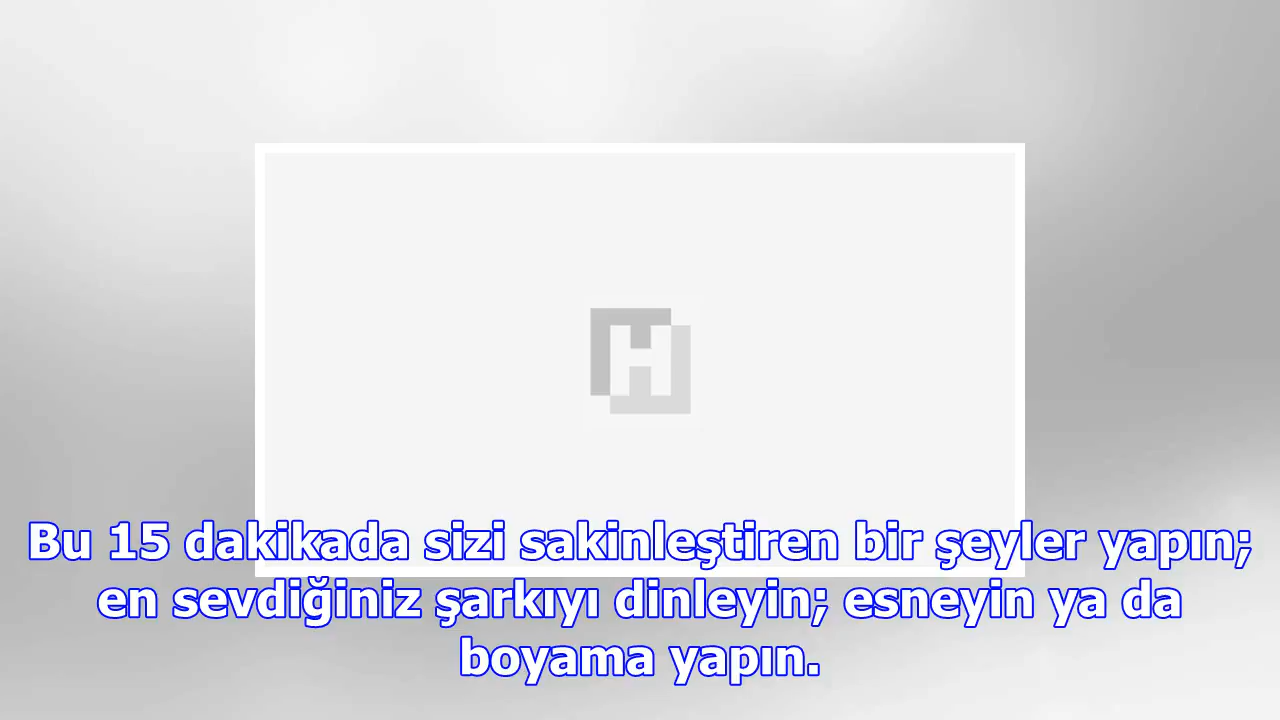 H
Bu 15 dakikada sizi sakinleştiren bir şeyler yapın;
en sevdiğiniz şarkıyı dinleyin; esneyin ya da
boyama yapın.